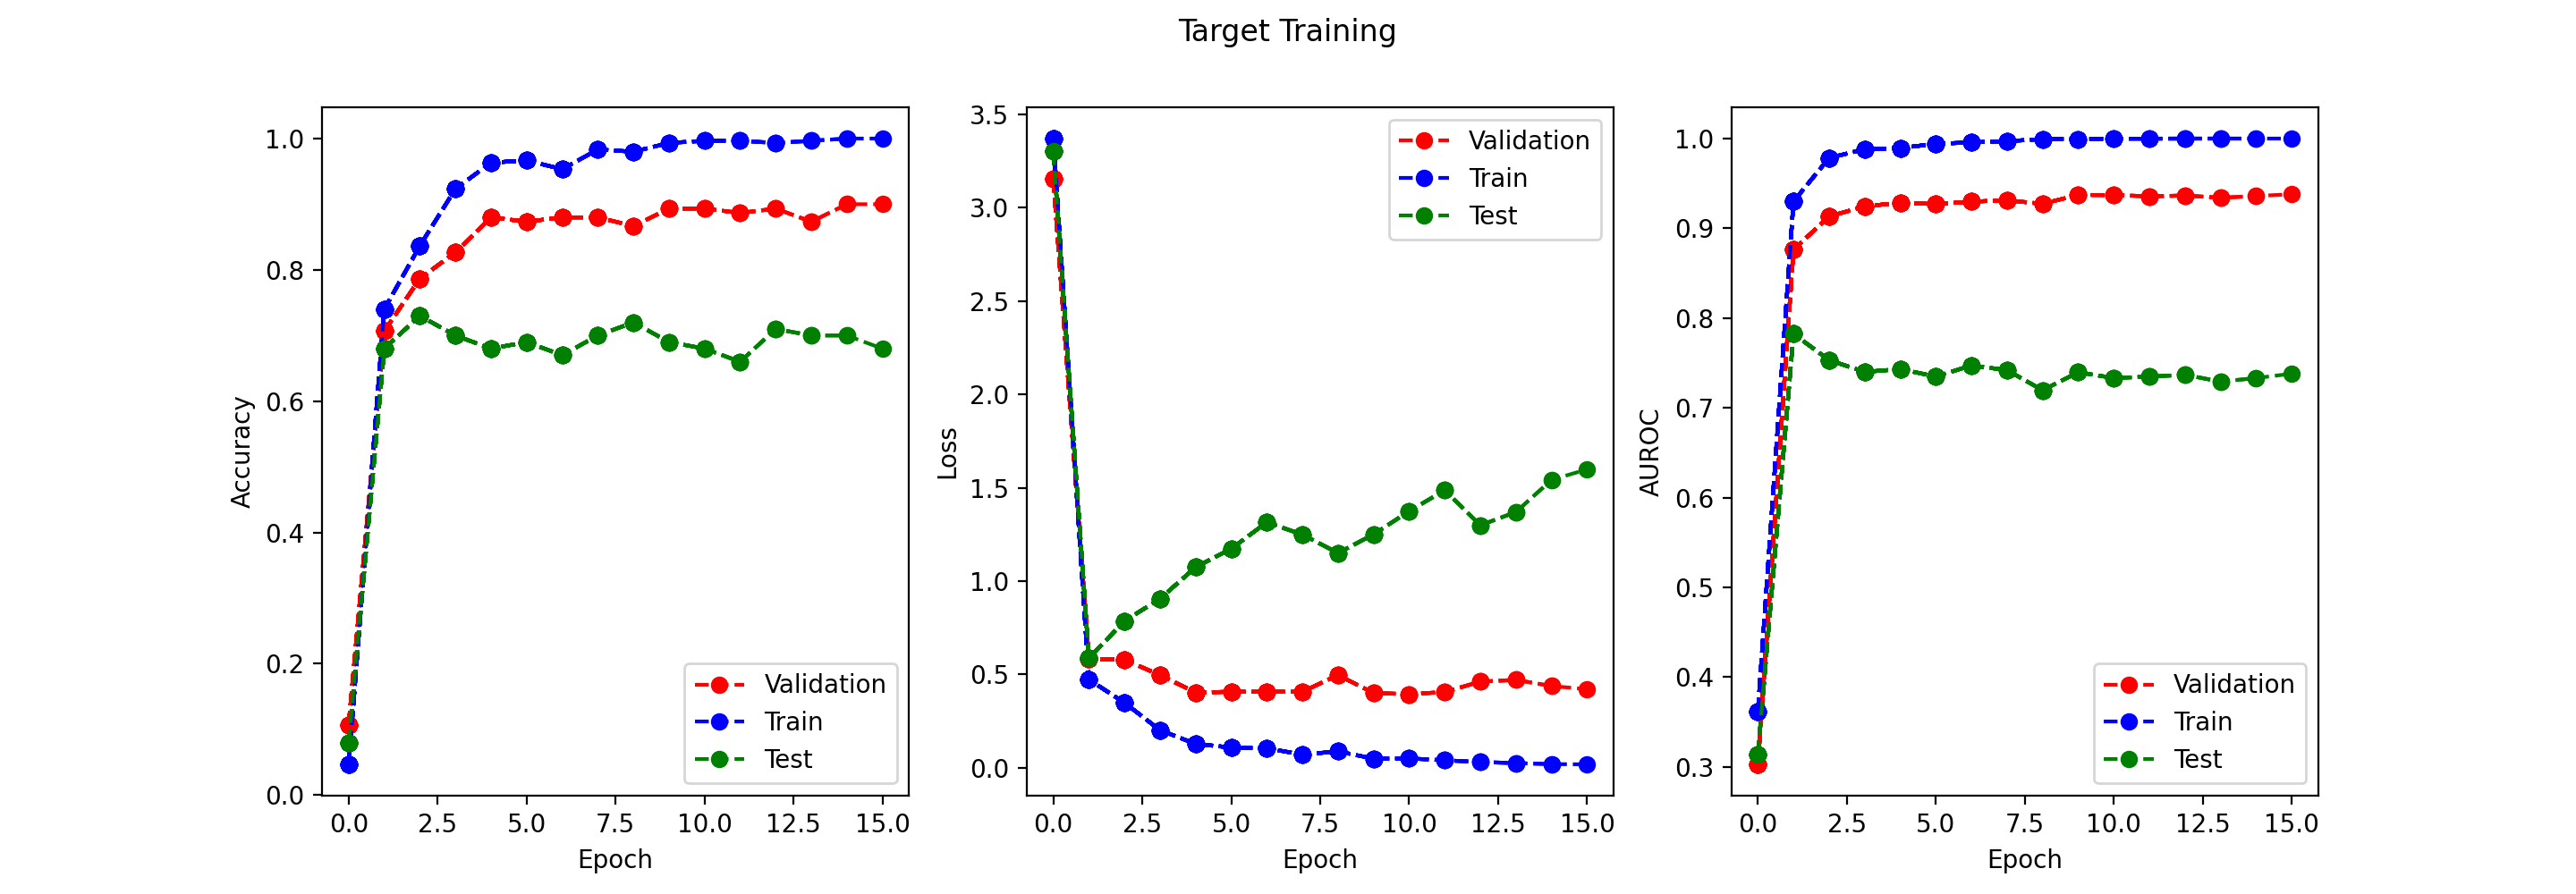 Target Training
Accuracy
1.0
0.8
0.6
0.4
0.2
0.0
Validation
Train
Test
0.0 2.5 5.0 7.5 10.0 12.5 15.0
Epoch
Loss
3.5
3.0
2.5
2.0
1.5
1.0
0.5
0.0
Validation
Train
Test
0.0 2.5 5.0 7.5 10.0 12.5 15.0
Epoch
AUROC
1.0
0.9
0.8
0.7
0.6
0.5
0.4
0.3
Validation
Train
Test
0.0 2.5 5.0 7.5 10.0 12.5 15.0
Epoch